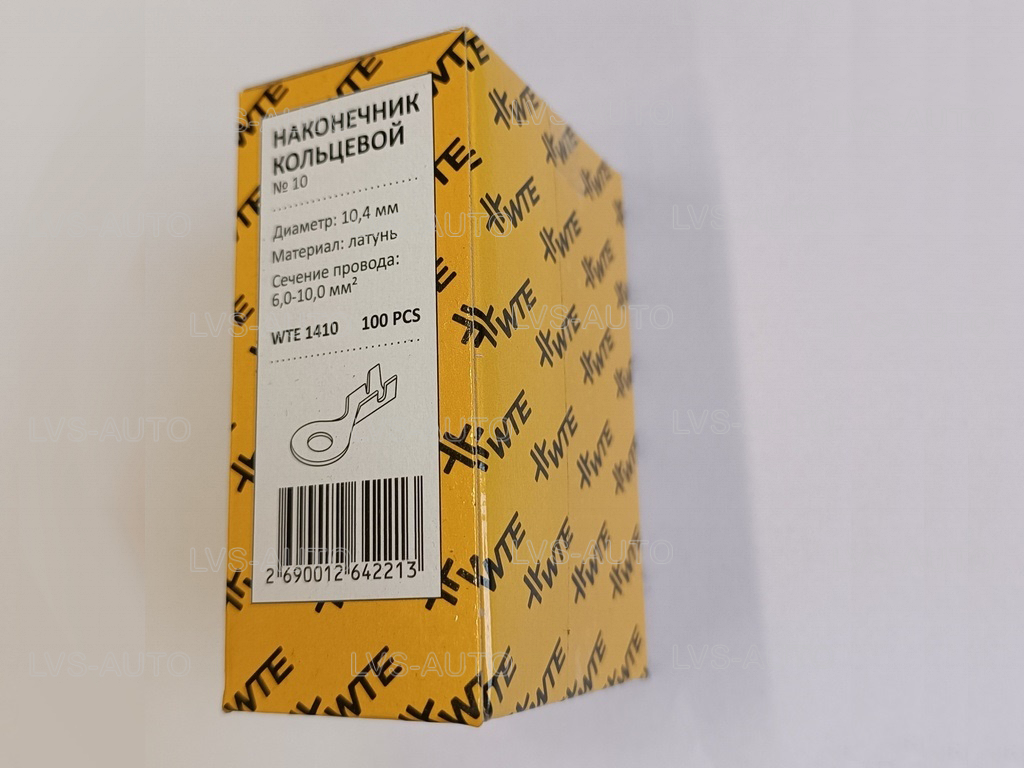 НАКОНЕЧНИК
КОЛЬЦЕВОЙ
№ 10
Диаметр: 10,4 мм
Материал: латунь
Сечение провода:
6,0-10,0 мм²
WTE 1410 100 PCS
2 690012 642213
WTE
LVS-AUTO